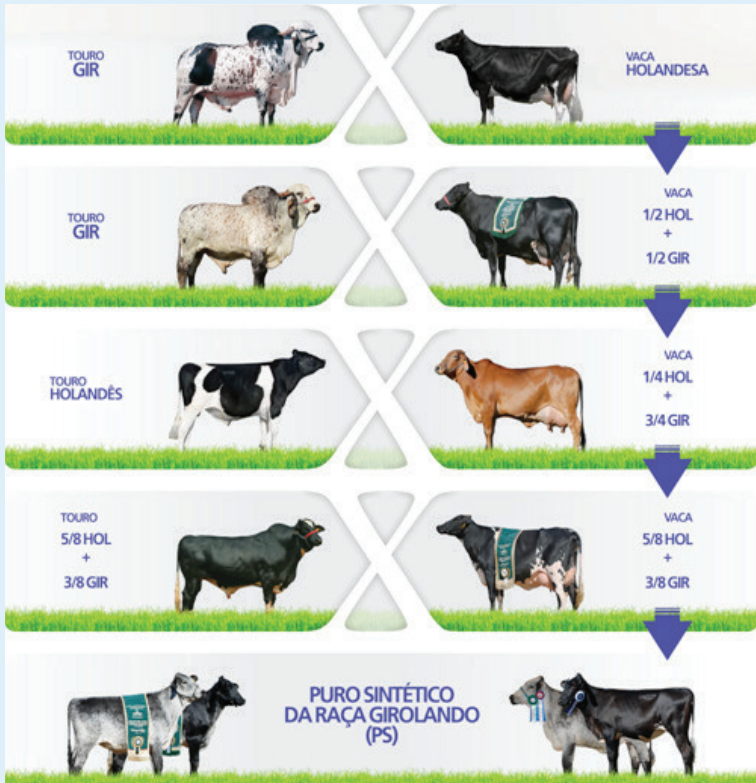 TOURO
GIR
VACA
HOLANDESA
TOURO
GIR
VACA
1/2 HOL
+
1/2 GIR
TOURO
HOLANDÊS
VACA
1/4 HOL
+
3/4 GIR
TOURO
5/8 HOL
+
3/8 GIR
VACA
5/8 HOL
+
3/8 GIR
PURO SINTÉTICO
DA RAÇA GIROLANDO
(PS)